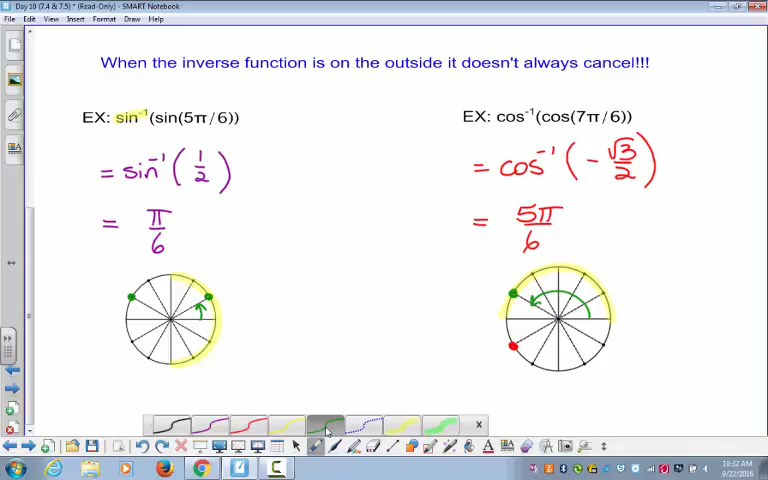 Day 10 (7.4 & 7.5) * (Read-Only) - SMART Notebook
File Edit View Insert Format Draw Help
When the inverse function is on the outside it doesn't always cancel!!!
EX: sin⁻¹(sin(5π/6))
= sin⁻¹ (1/2)
= π/6
EX: cos⁻¹(cos(7π/6))
= cos⁻¹ (-√3/2)
= 5π/6
10:32 AM
9/22/2016